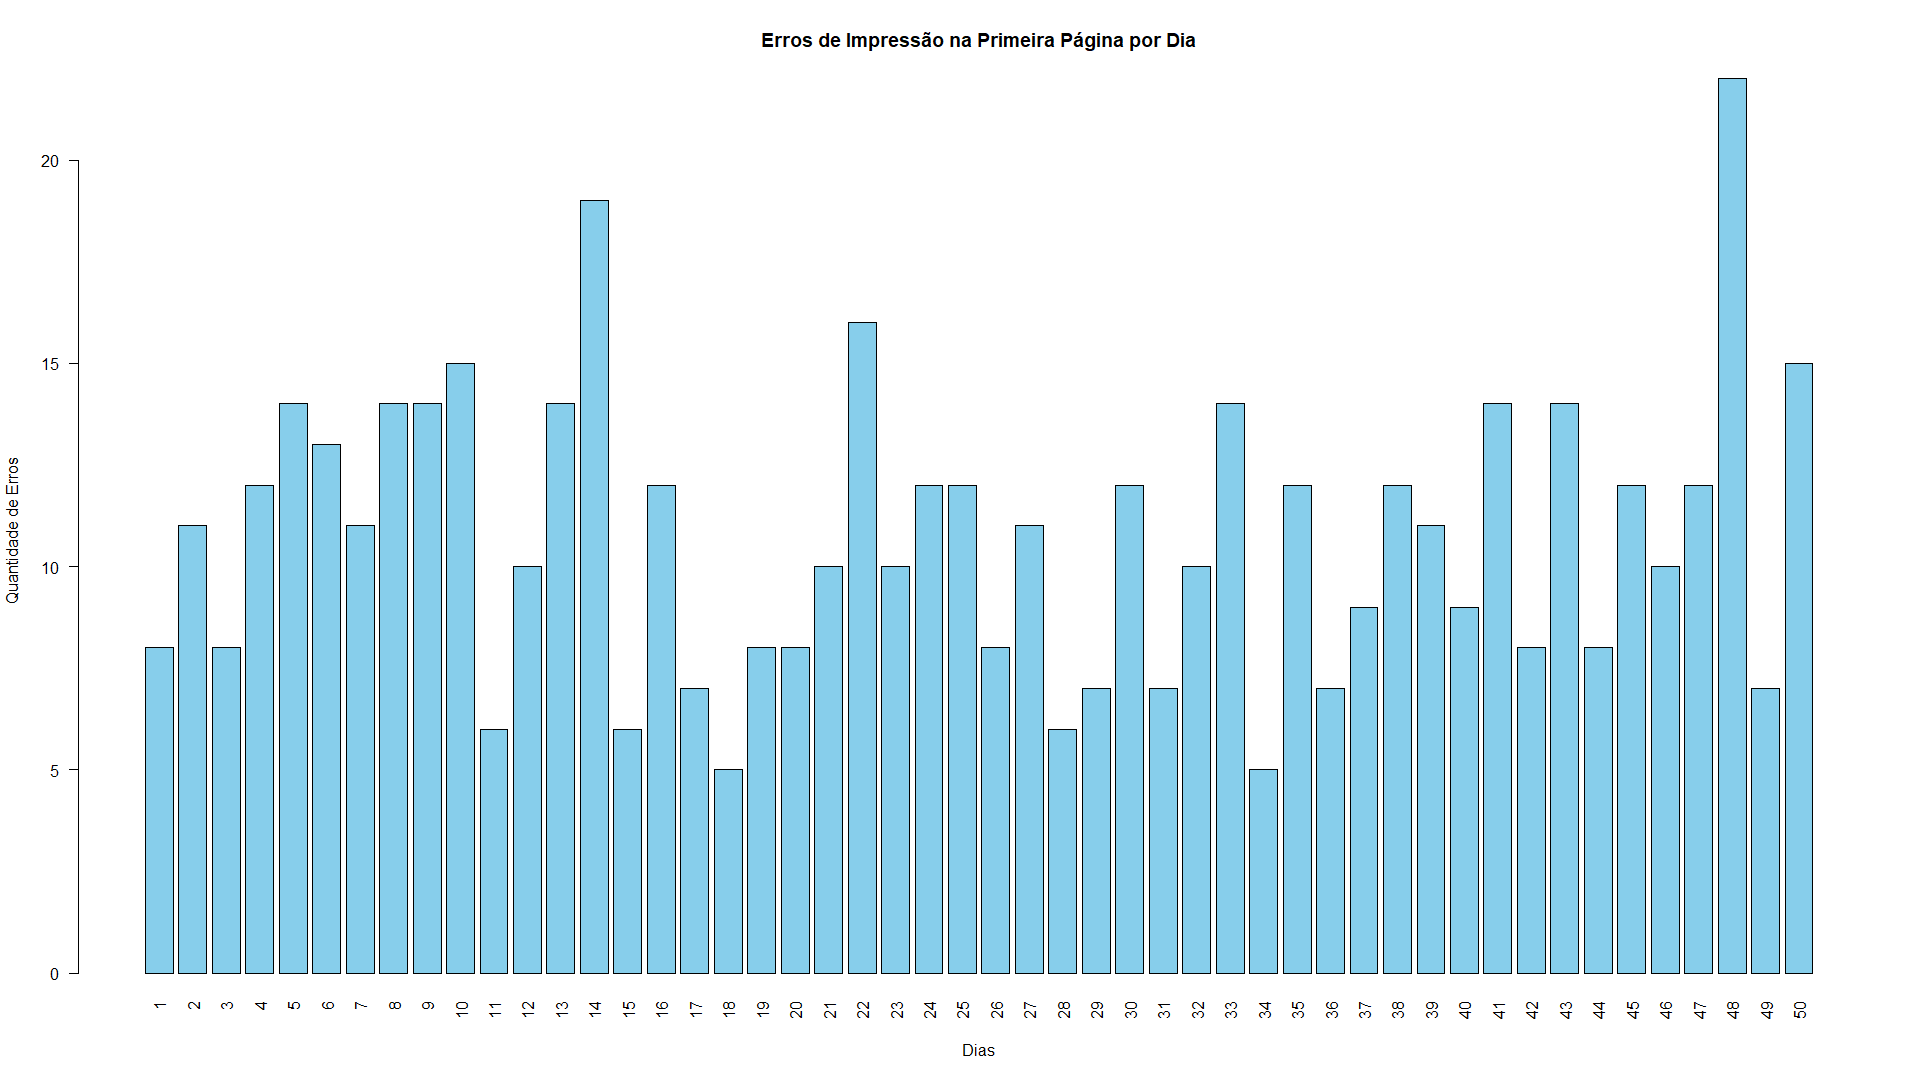 Erros de Impressão na Primeira Página por Dia
Quantidade de Erros
20
15
10
5
0
1 2 3 4 5 6 7 8 9 10 11 12 13 14 15 16 17 18 19 20 21 22 23 24 25 26 27 28 29 30 31 32 33 34 35 36 37 38 39 40 41 42 43 44 45 46 47 48 49 50
Dias